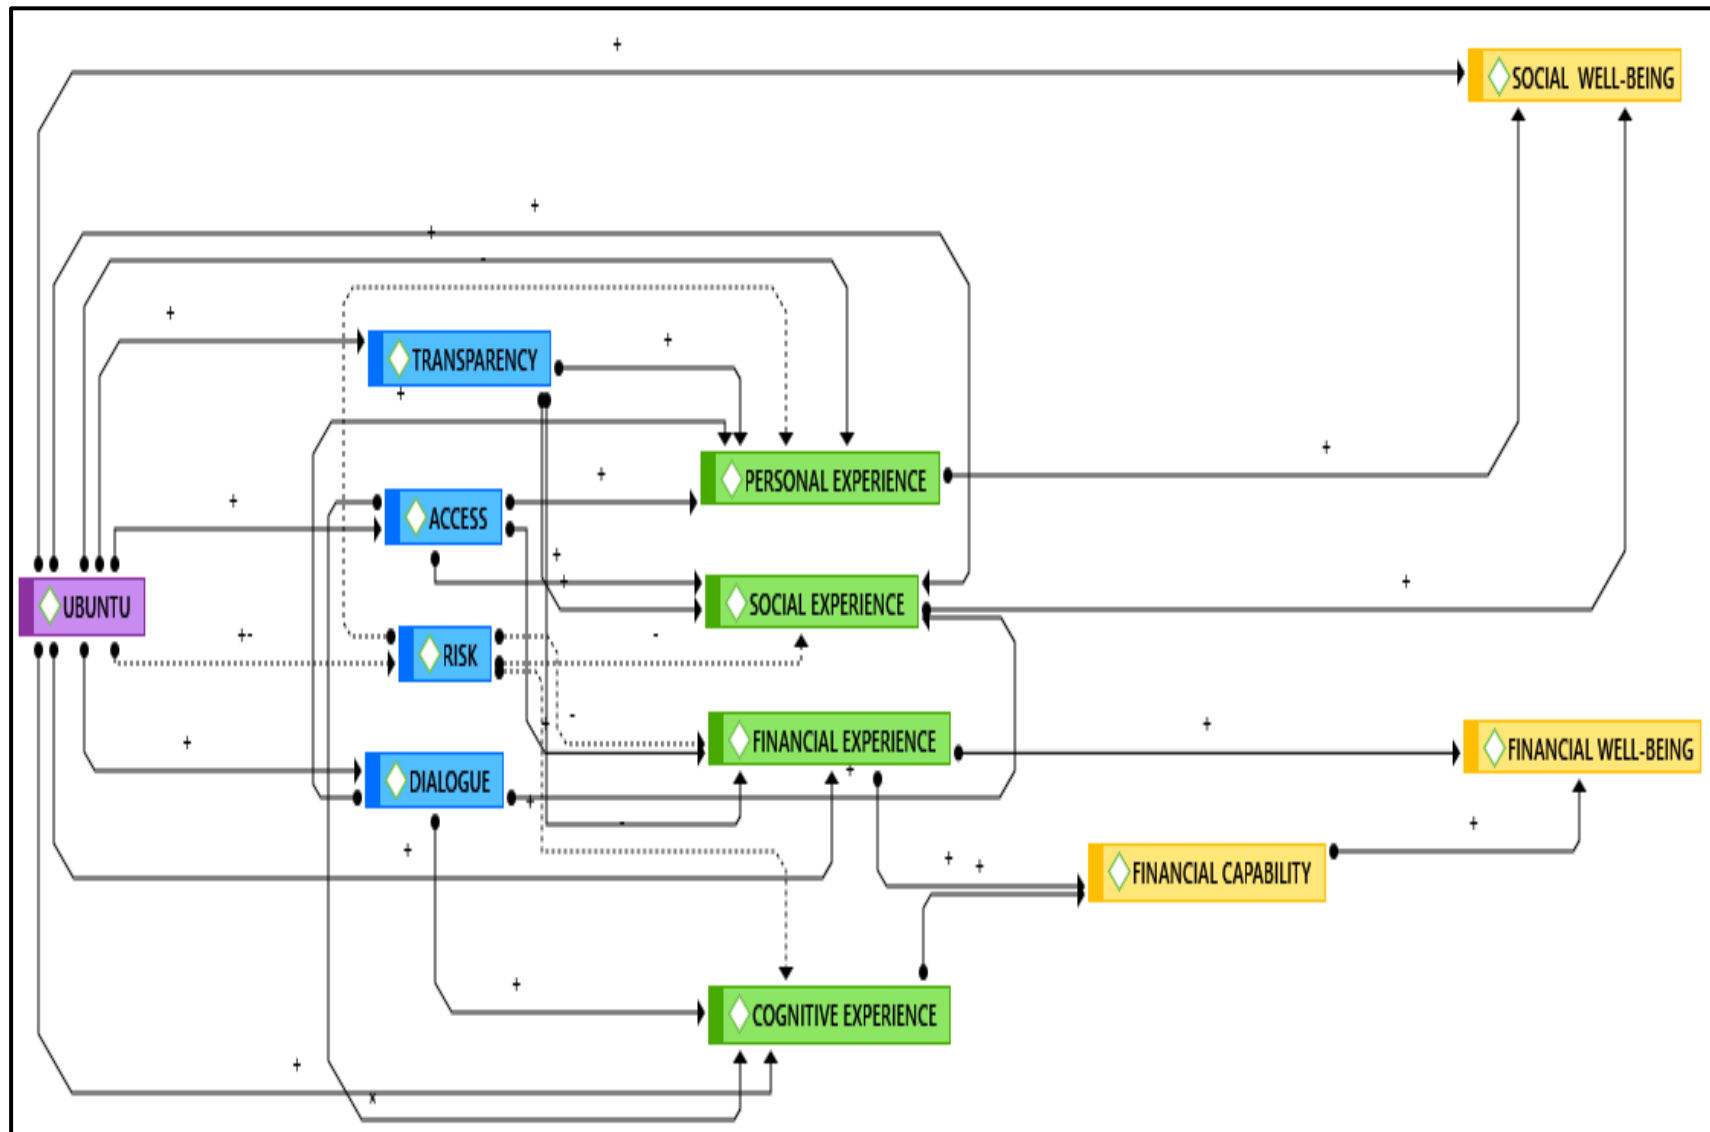 +
SOCIAL  WELL-BEING
+
+
-
+
+
TRANSPARENCY
+
+
PERSONAL EXPERIENCE
+
+
ACCESS
+
+
+
SOCIAL EXPERIENCE
UBUNTU
+-
-
RISK
-
+
+
FINANCIAL EXPERIENCE
FINANCIAL WELL-BEING
+
+
DIALOGUE
+
-
+
+
+
+
FINANCIAL CAPABILITY
+
COGNITIVE EXPERIENCE
+
x